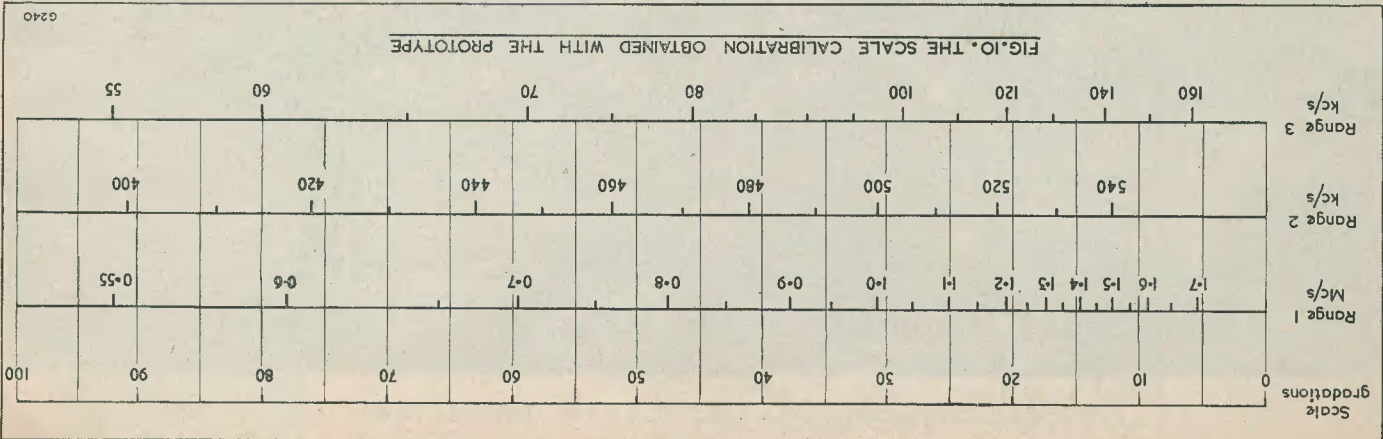 Scale
gradations
0 10 20 30 40 50 60 70 80 90 100
Range 1
Mc/s
1·7 1·6 1·5 1·4 1·3 1·2 1·1 1·0 0·9 0·8 0·7 0·6 0·55
Range 2
kc/s
540 520 500 480 460 440 420 400
Range 3
kc/s
160 140 120 100 80 70 60 55
FIG.10. THE SCALE CALIBRATION OBTAINED WITH THE PROTOTYPE
G240